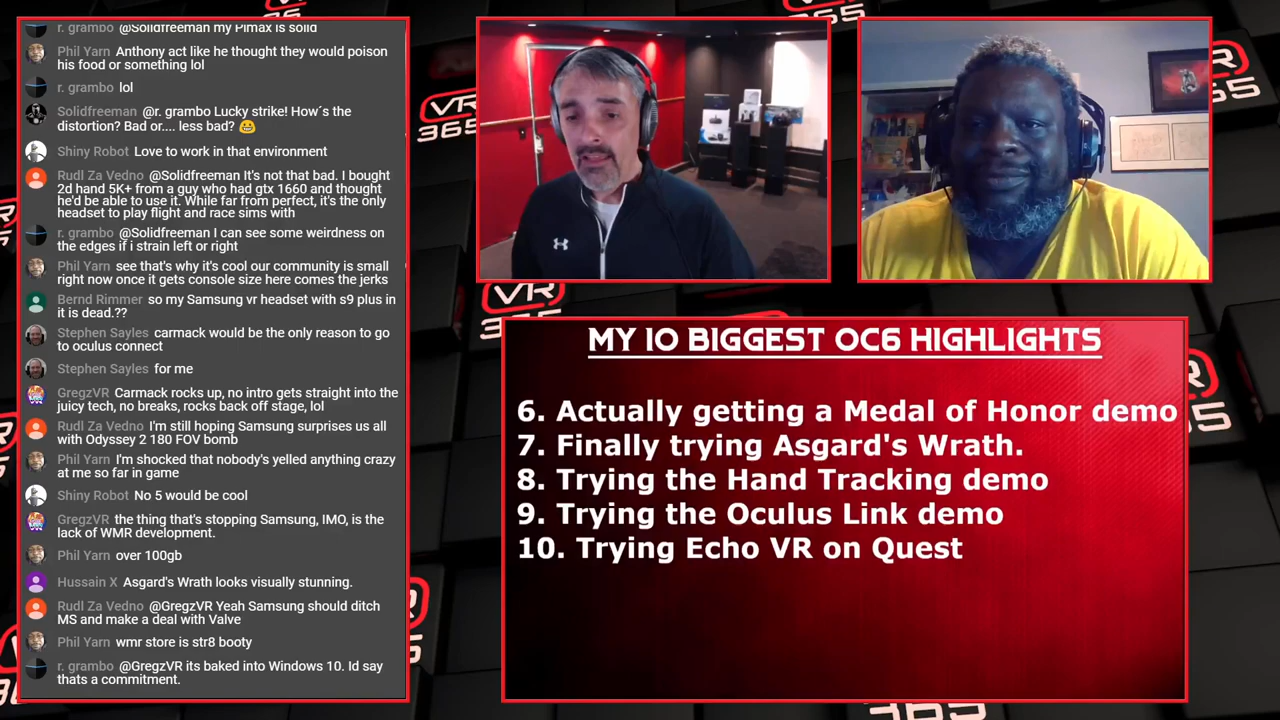 r. grambo @Solidfreeman my Pimax is solid
Phil Yarn Anthony act like he thought they would poison
his food or something lol
r. grambo lol
Solidfreeman @r. grambo Lucky strike! How´s the
distortion? Bad or.... less bad? 😁
Shiny Robot Love to work in that environment
Rudl Za Vedno @Solidfreeman It's not that bad. I bought
2d hand 5K+ from a guy who had gtx 1660 and thought
he'd be able to use it. While far from perfect, it's the only
headset to play flight and race sims with
r. grambo @Solidfreeman I can see some weirdness on
the edges if i strain left or right
Phil Yarn see that's why it's cool our community is small
right now once it gets console size here comes the jerks
Bernd Rimmer so my Samsung vr headset with s9 plus in
it is dead.??
Stephen Sayles carmack would be the only reason to go
to oculus connect
Stephen Sayles for me
GregzVR Carmack rocks up, no intro gets straight into the
juicy tech, no breaks, rocks back off stage, lol
Rudl Za Vedno I'm still hoping Samsung surprises us all
with Odyssey 2 180 FOV bomb
Phil Yarn I'm shocked that nobody's yelled anything crazy
at me so far in game
Shiny Robot No 5 would be cool
GregzVR the thing that's stopping Samsung, IMO, is the
lack of WMR development.
Phil Yarn over 100gb
Hussain X Asgard's Wrath looks visually stunning.
Rudl Za Vedno @GregzVR Yeah Samsung should ditch
MS and make a deal with Valve
Phil Yarn wmr store is str8 booty
r. grambo @GregzVR its baked into Windows 10. Id say
thats a commitment.
VR
365
MY 10 BIGGEST OC6 HIGHLIGHTS
6. Actually getting a Medal of Honor demo
7. Finally trying Asgard's Wrath.
8. Trying the Hand Tracking demo
9. Trying the Oculus Link demo
10. Trying Echo VR on Quest